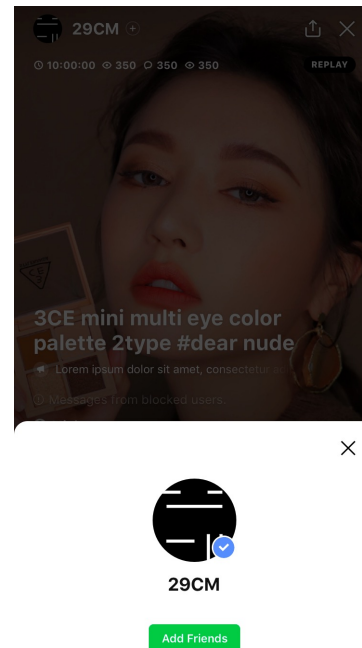 29CM
10:00:00 350 350 350
REPLAY
3CE mini multi eye color
palette 2type #dear nude
Lorem ipsum dolor sit amet, consectetur
Messages from blocked users.
29CM
Add Friends